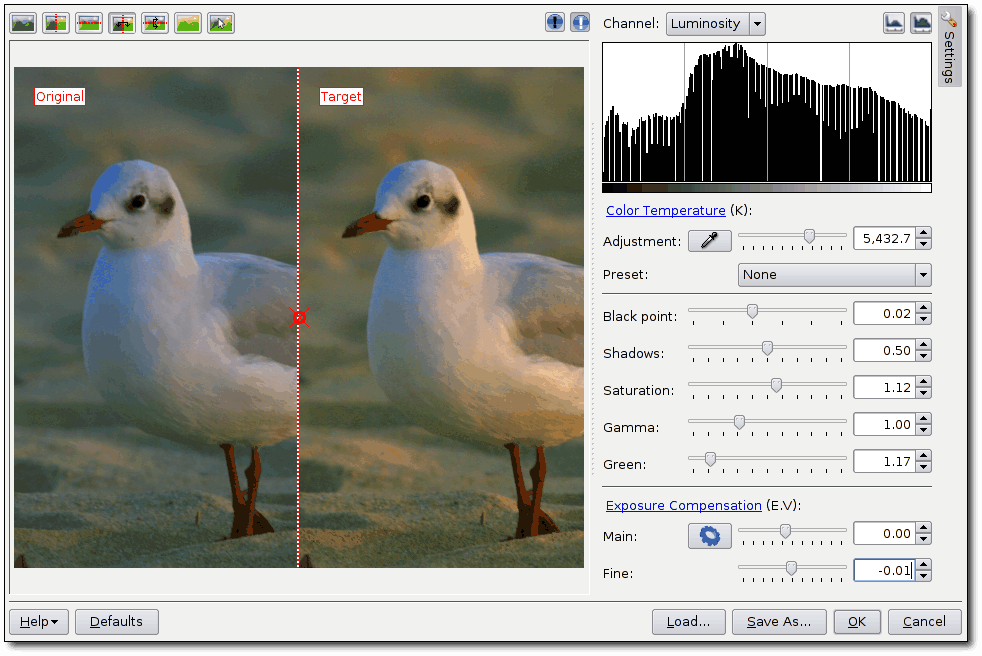 Channel: Luminosity
Settings
Original
Target
Color Temperature (K):
Adjustment: 5,432.7
Preset: None
Black point: 0.02
Shadows: 0.50
Saturation: 1.12
Gamma: 1.00
Green: 1.17
Exposure Compensation (E.V):
Main: 0.00
Fine: -0.01
Help Defaults Load... Save As... OK Cancel